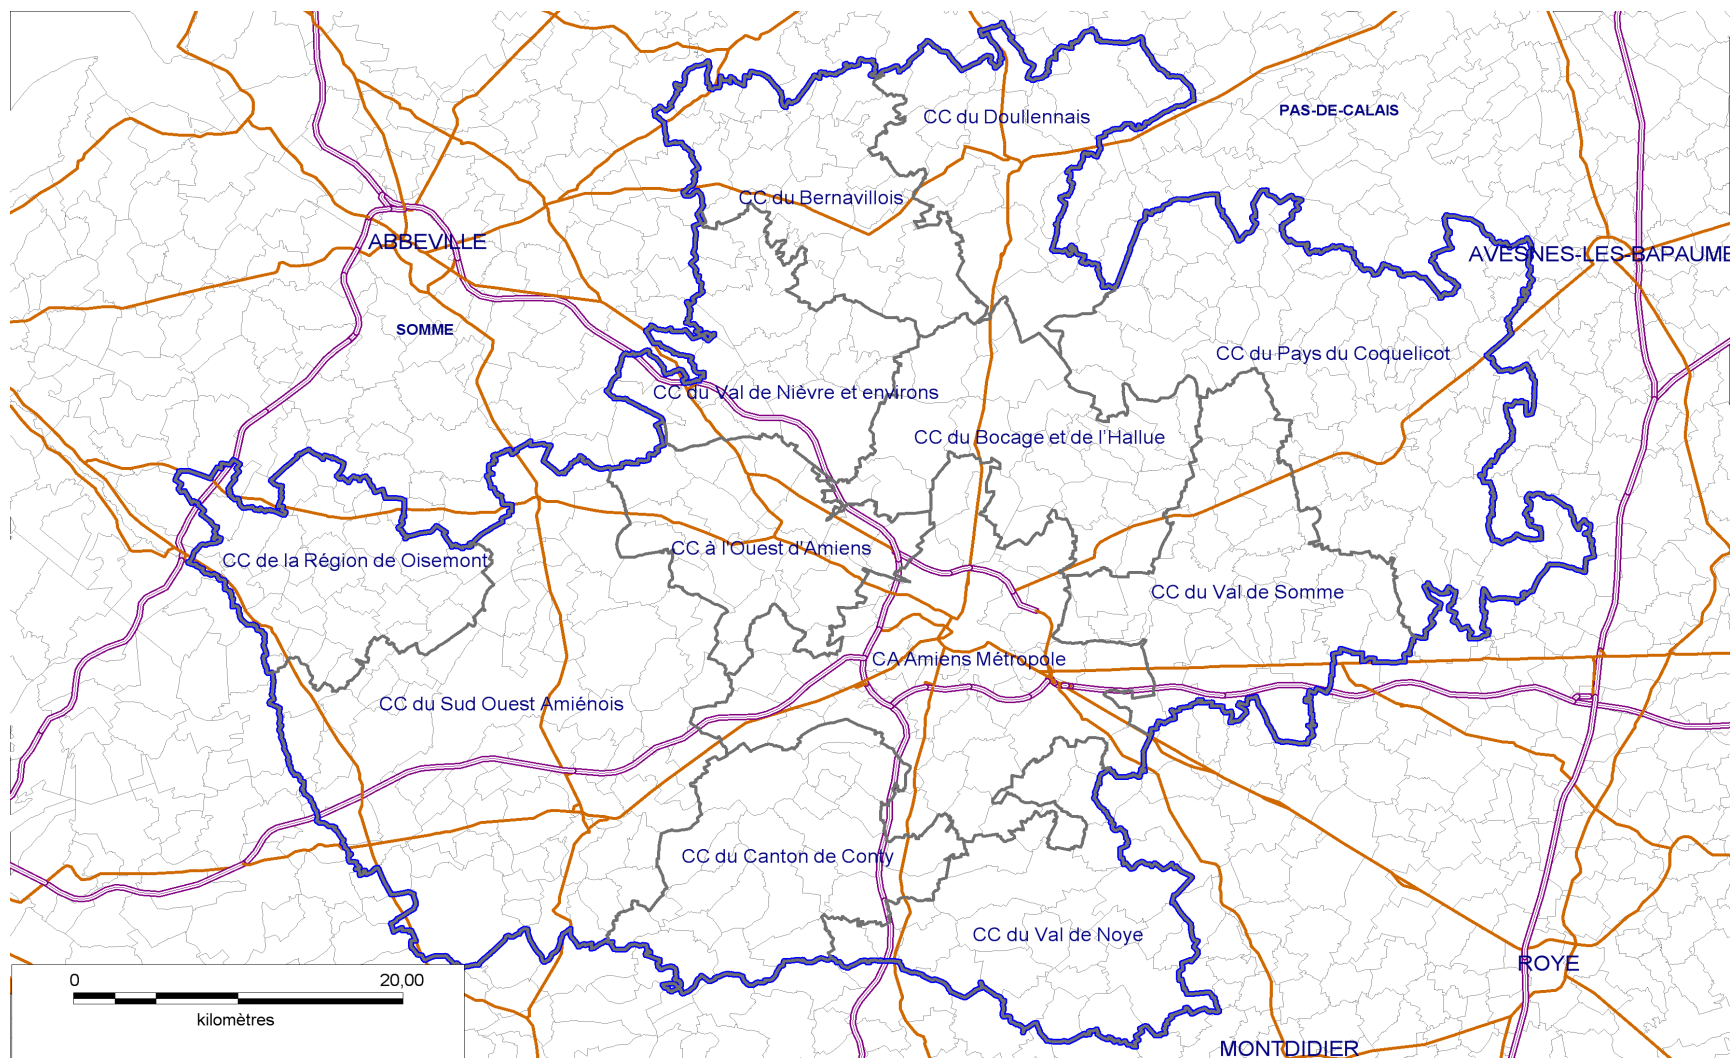 PAS-DE-CALAIS
CC du Doullennais
CC du Bernavillois
ABBEVILLE
AVESNES-LES-BAPAUME
SOMME
CC du Pays du Coquelicot
CC du Val de Nièvre et environs
CC du Bocage et de l'Hallue
CC à l'Ouest d'Amiens
CC de la Région de Oisemont
CC du Val de Somme
CA Amiens Métropole
CC du Sud Ouest Amiénois
CC du Canton de Conty
CC du Val de Noye
ROYE
0 20,00
kilomètres
MONTDIDIER